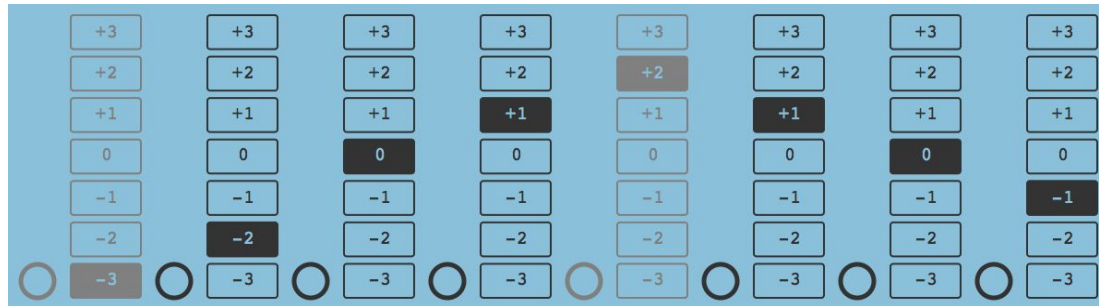 +3 +3 +3 +3 +3 +3 +3 +3
+2 +2 +2 +2 +2 +2 +2 +2
+1 +1 +1 +1 +1 +1 +1 +1
0 0 0 0 0 0 0 0
-1 -1 -1 -1 -1 -1 -1 -1
-2 -2 -2 -2 -2 -2 -2 -2
-3 -3 -3 -3 -3 -3 -3 -3